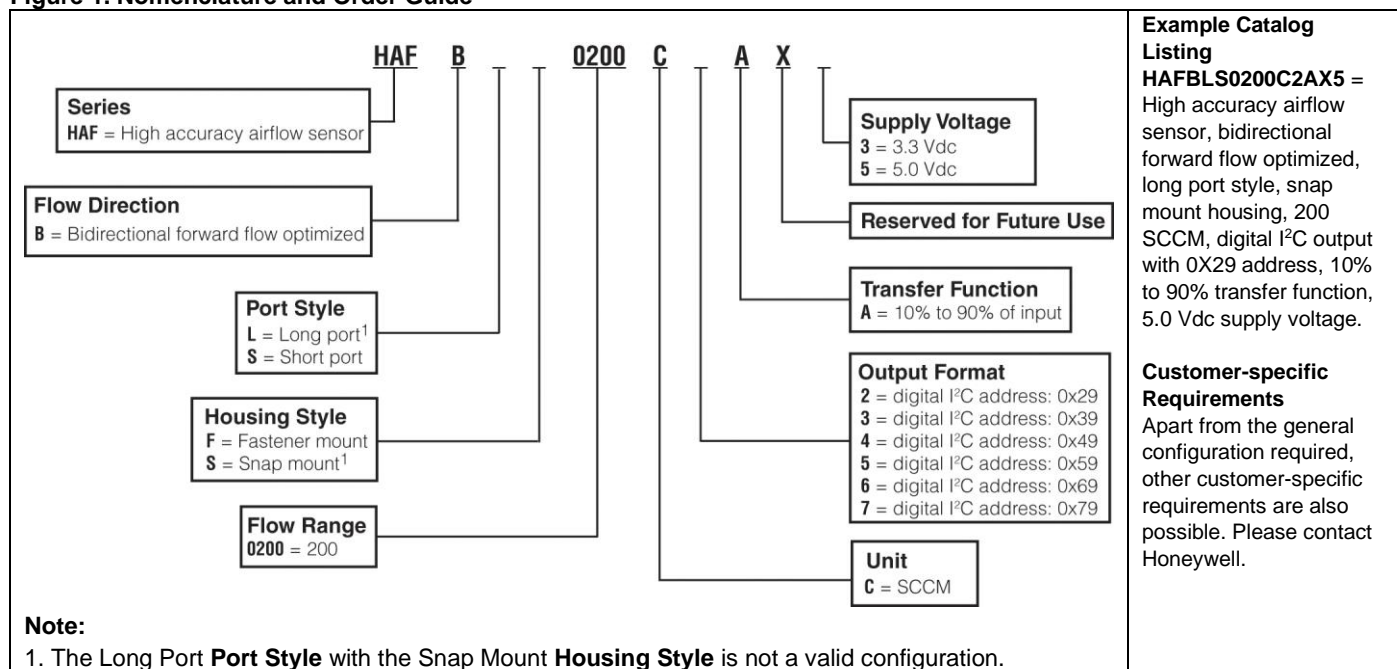 Figure 1. Nomenclature and Order Guide
HAF B _ _ 0200 C _ A X _
Series
HAF = High accuracy airflow sensor
Flow Direction
B = Bidirectional forward flow optimized
Port Style
L = Long port¹
S = Short port
Housing Style
F = Fastener mount
S = Snap mount¹
Flow Range
0200 = 200
Supply Voltage
3 = 3.3 Vdc
5 = 5.0 Vdc
Reserved for Future Use
Transfer Function
A = 10% to 90% of input
Output Format
2 = digital I²C address: 0x29
3 = digital I²C address: 0x39
4 = digital I²C address: 0x49
5 = digital I²C address: 0x59
6 = digital I²C address: 0x69
7 = digital I²C address: 0x79
Unit
C = SCCM
Note:
1. The Long Port Port Style with the Snap Mount Housing Style is not a valid configuration.
Example Catalog
Listing
HAFBLS0200C2AX5 =
High accuracy airflow
sensor, bidirectional
forward flow optimized,
long port style, snap
mount housing, 200
SCCM, digital I²C output
with 0X29 address, 10%
to 90% transfer function,
5.0 Vdc supply voltage.
Customer-specific
Requirements
Apart from the general
configuration required,
other customer-specific
requirements are also
possible. Please contact
Honeywell.